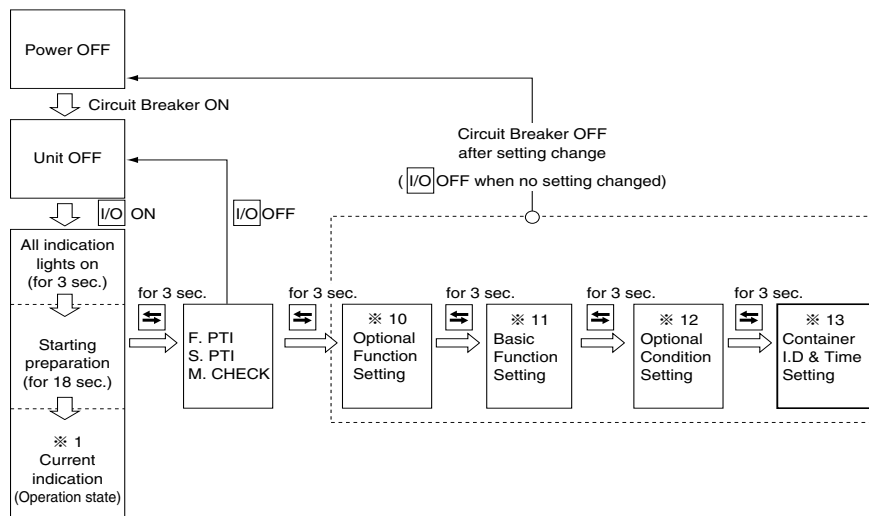 Power OFF
Circuit Breaker ON
Unit OFF
I/O ON
I/O OFF
Circuit Breaker OFF
after setting change
( I/O OFF when no setting changed)
All indication
lights on
(for 3 sec.)
Starting
preparation
(for 18 sec.)
※ 1
Current
indication
(Operation state)
for 3 sec.
F. PTI
S. PTI
M. CHECK
for 3 sec.
※ 10
Optional
Function
Setting
for 3 sec.
※ 11
Basic
Function
Setting
for 3 sec.
※ 12
Optional
Condition
Setting
for 3 sec.
※ 13
Container
I.D & Time
Setting